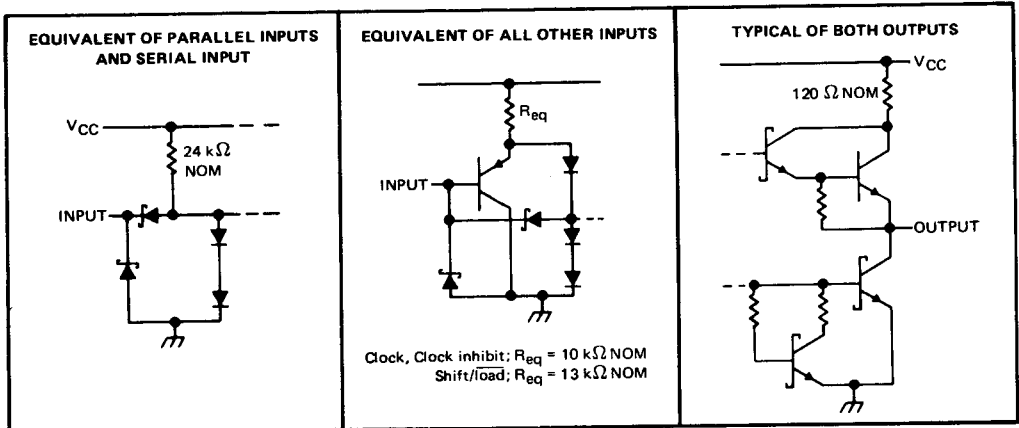 EQUIVALENT OF PARALLEL INPUTS
AND SERIAL INPUT
VCC
24 kΩ
NOM
INPUT
EQUIVALENT OF ALL OTHER INPUTS
Req
INPUT
Clock, Clock inhibit; Req = 10 kΩ NOM
Shift/load; Req = 13 kΩ NOM
TYPICAL OF BOTH OUTPUTS
VCC
120 Ω NOM
OUTPUT